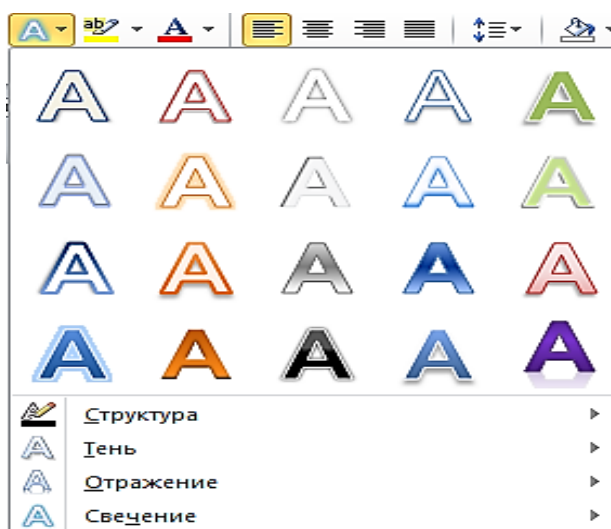 Структура
Тень
Отражение
Свечение